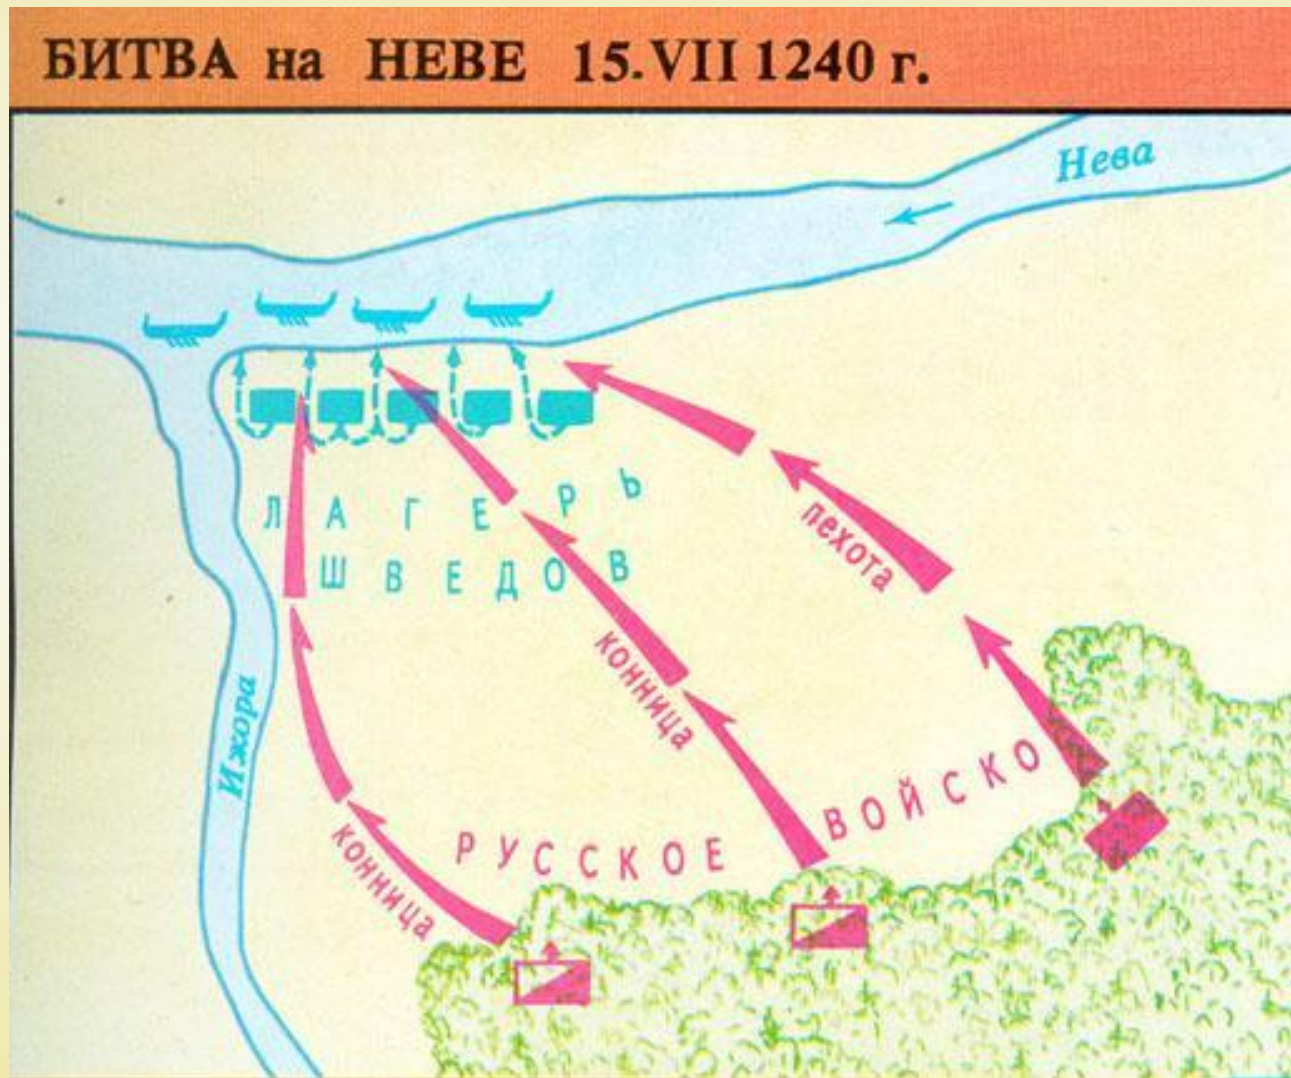 БИТВА на НЕВЕ 15.VII 1240 г.
Нева
ЛАГЕРЬ
ШВЕДОВ
пехота
конница
Ижора
РУССКОЕ ВОЙСКО
конница